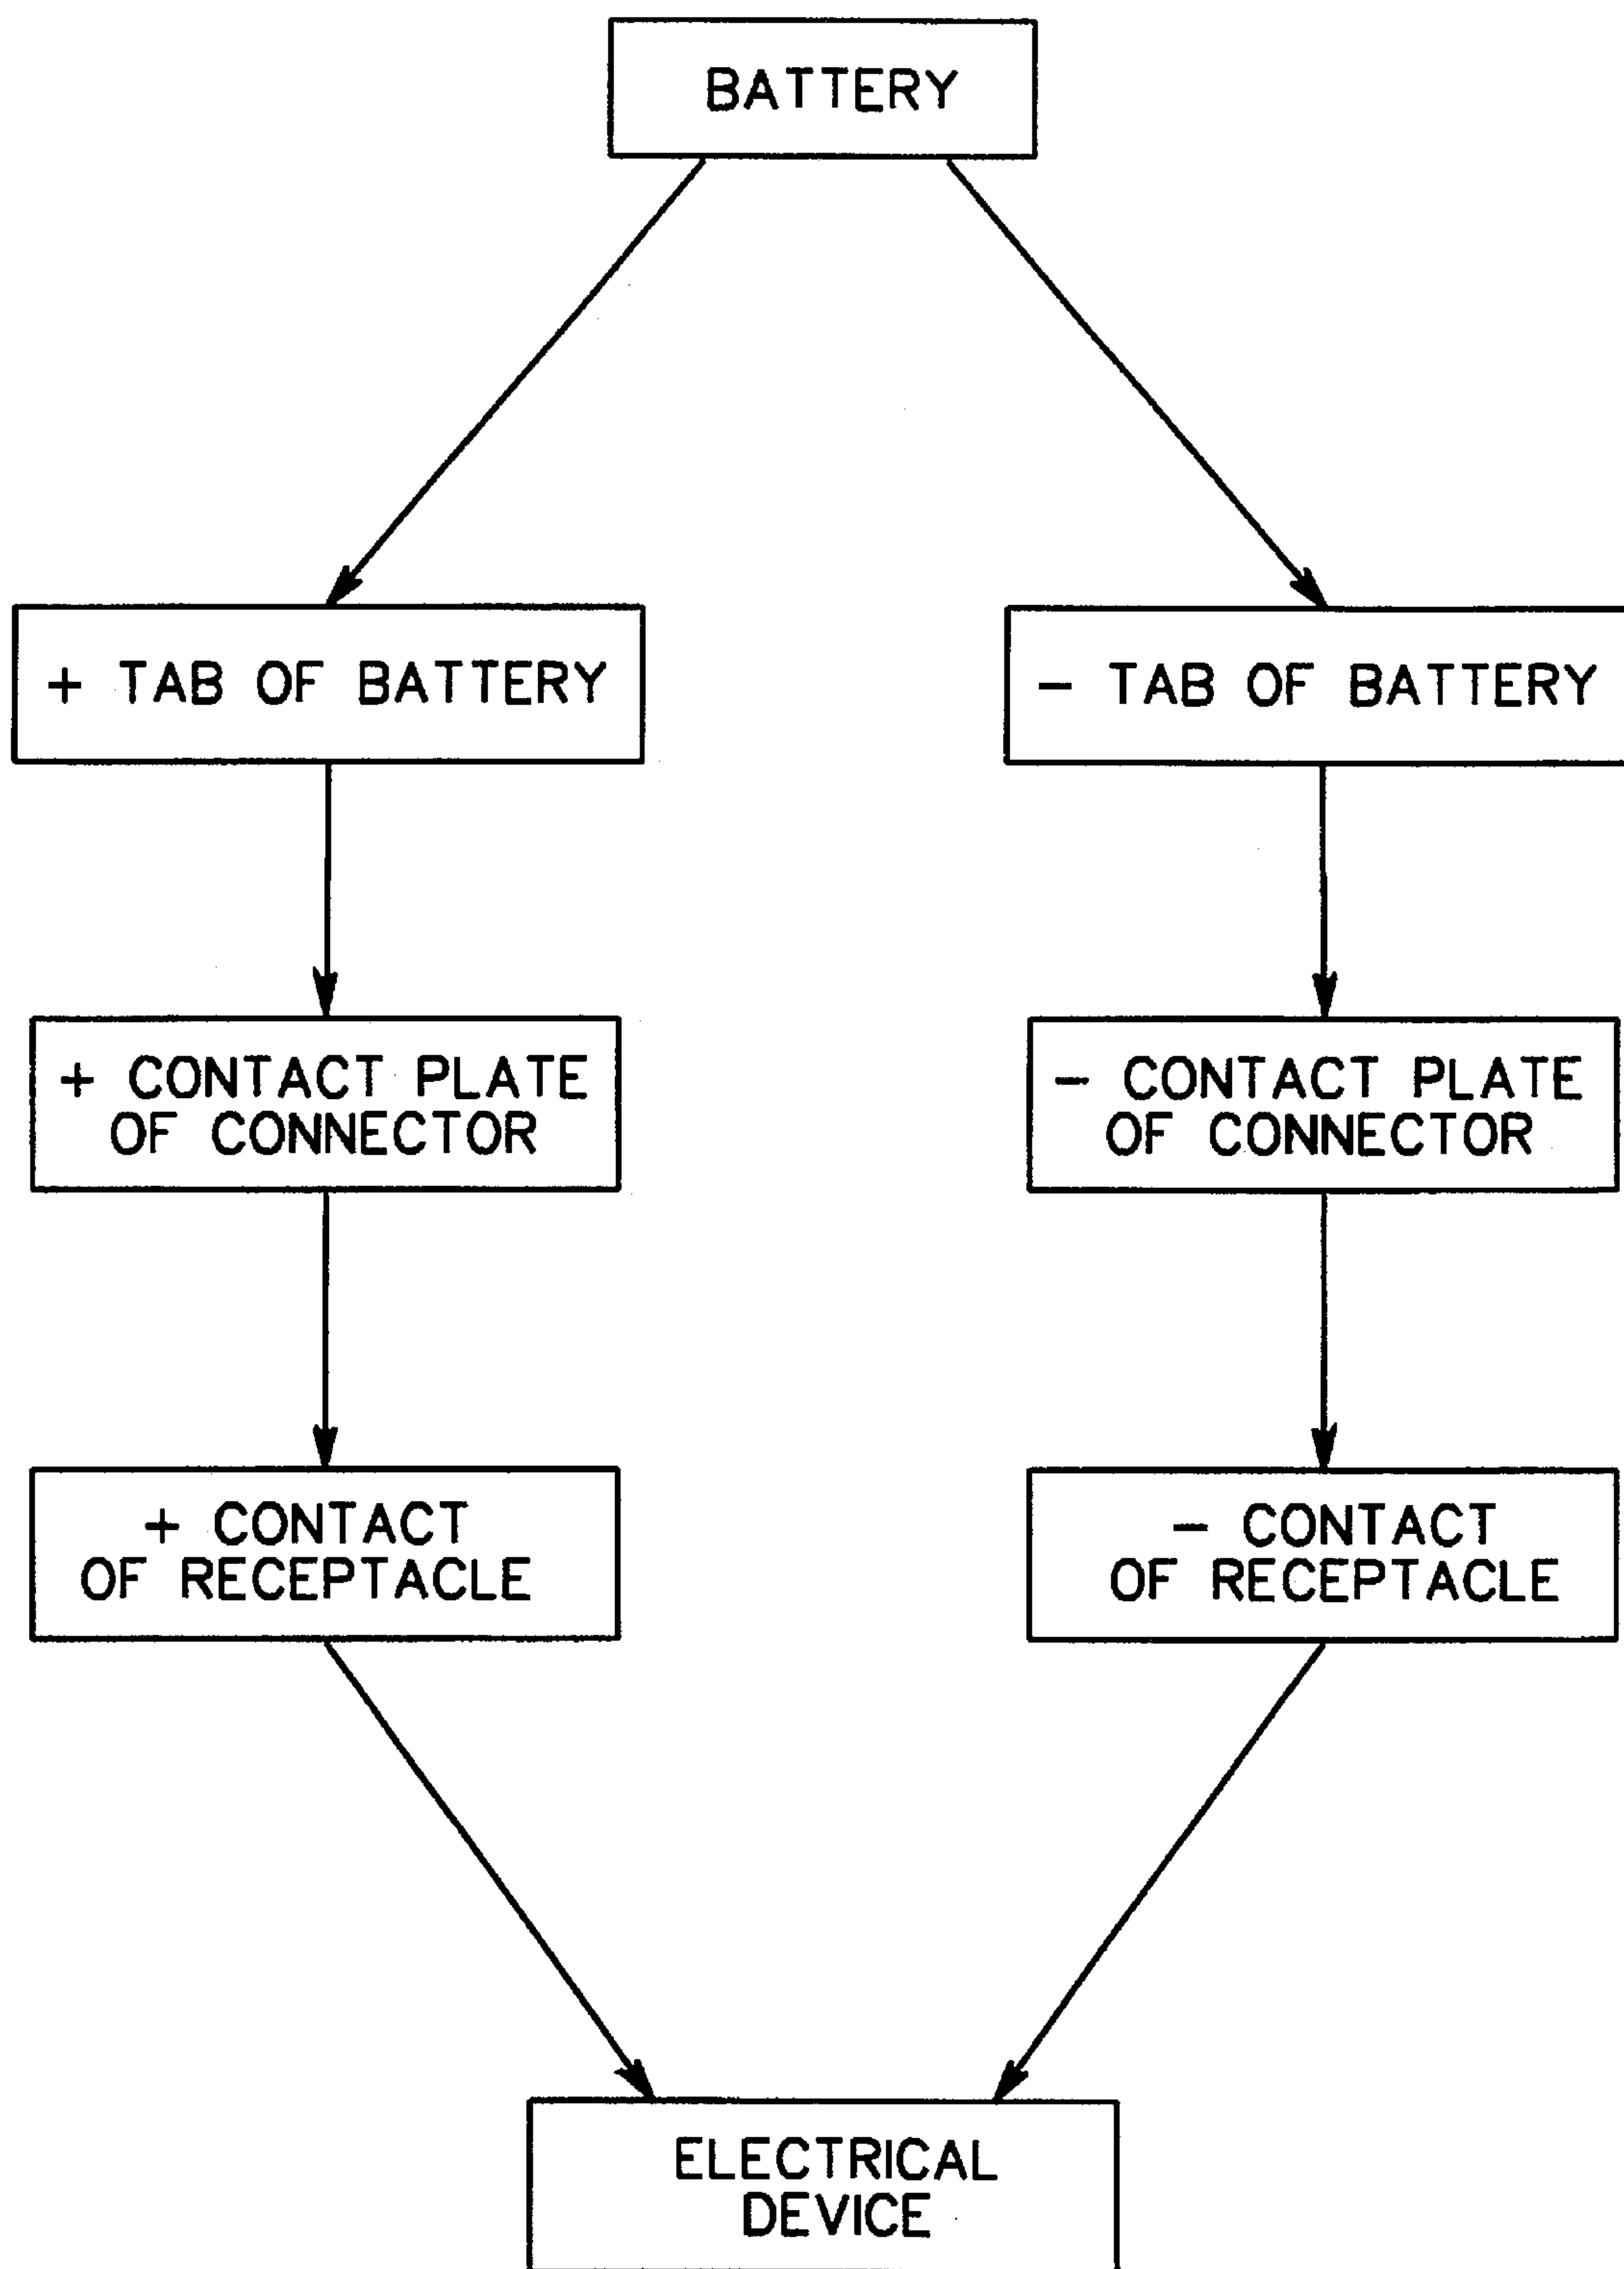 BATTERY
+ TAB OF BATTERY
- TAB OF BATTERY
+ CONTACT PLATE
OF CONNECTOR
- CONTACT PLATE
OF CONNECTOR
+ CONTACT
OF RECEPTACLE
- CONTACT
OF RECEPTACLE
ELECTRICAL
DEVICE